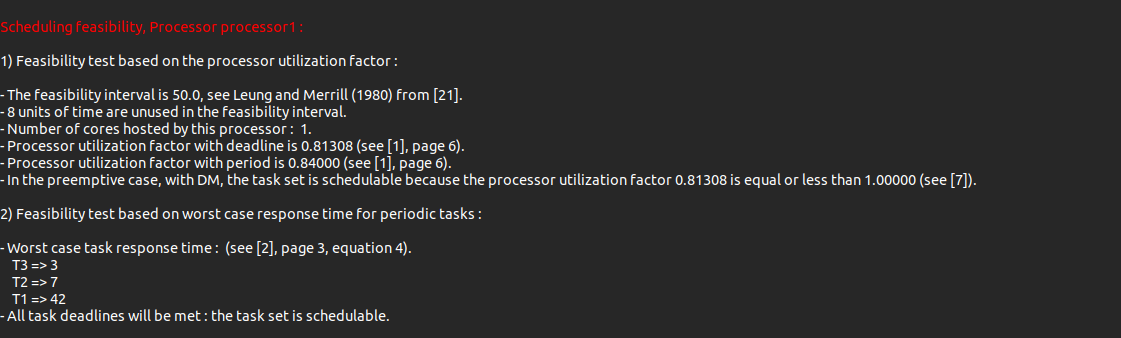 Scheduling feasibility, Processor processor1 :
1) Feasibility test based on the processor utilization factor :
- The feasibility interval is 50.0, see Leung and Merrill (1980) from [21].
- 8 units of time are unused in the feasibility interval.
- Number of cores hosted by this processor :  1.
- Processor utilization factor with deadline is 0.81308 (see [1], page 6).
- Processor utilization factor with period is 0.84000 (see [1], page 6).
- In the preemptive case, with DM, the task set is schedulable because the processor utilization factor 0.81308 is equal or less than 1.00000 (see [7]).
2) Feasibility test based on worst case response time for periodic tasks :
- Worst case task response time :  (see [2], page 3, equation 4).
T3 => 3
T2 => 7
T1 => 42
- All task deadlines will be met : the task set is schedulable.